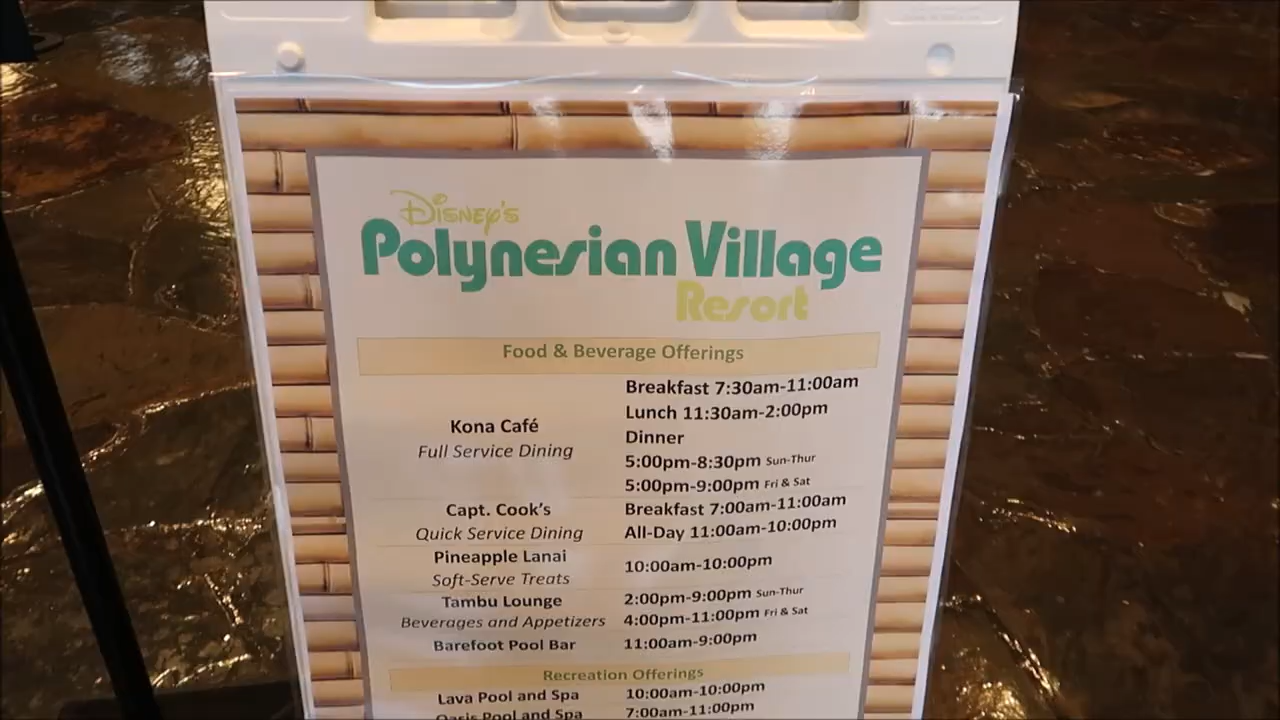 Disney's
Polynesian Village
Resort
Food & Beverage Offerings
Kona Café
Full Service Dining
Breakfast 7:30am-11:00am
Lunch 11:30am-2:00pm
Dinner
5:00pm-8:30pm Sun-Thur
5:00pm-9:00pm Fri & Sat
Capt. Cook's
Quick Service Dining
Breakfast 7:00am-11:00am
All-Day 11:00am-10:00pm
Pineapple Lanai
Soft-Serve Treats
10:00am-10:00pm
Tambu Lounge
Beverages and Appetizers
2:00pm-9:00pm Sun-Thur
4:00pm-11:00pm Fri & Sat
Barefoot Pool Bar 11:00am-9:00pm
Recreation Offerings
Lava Pool and Spa 10:00am-10:00pm
Oasis Pool and Spa 7:00am-11:00pm